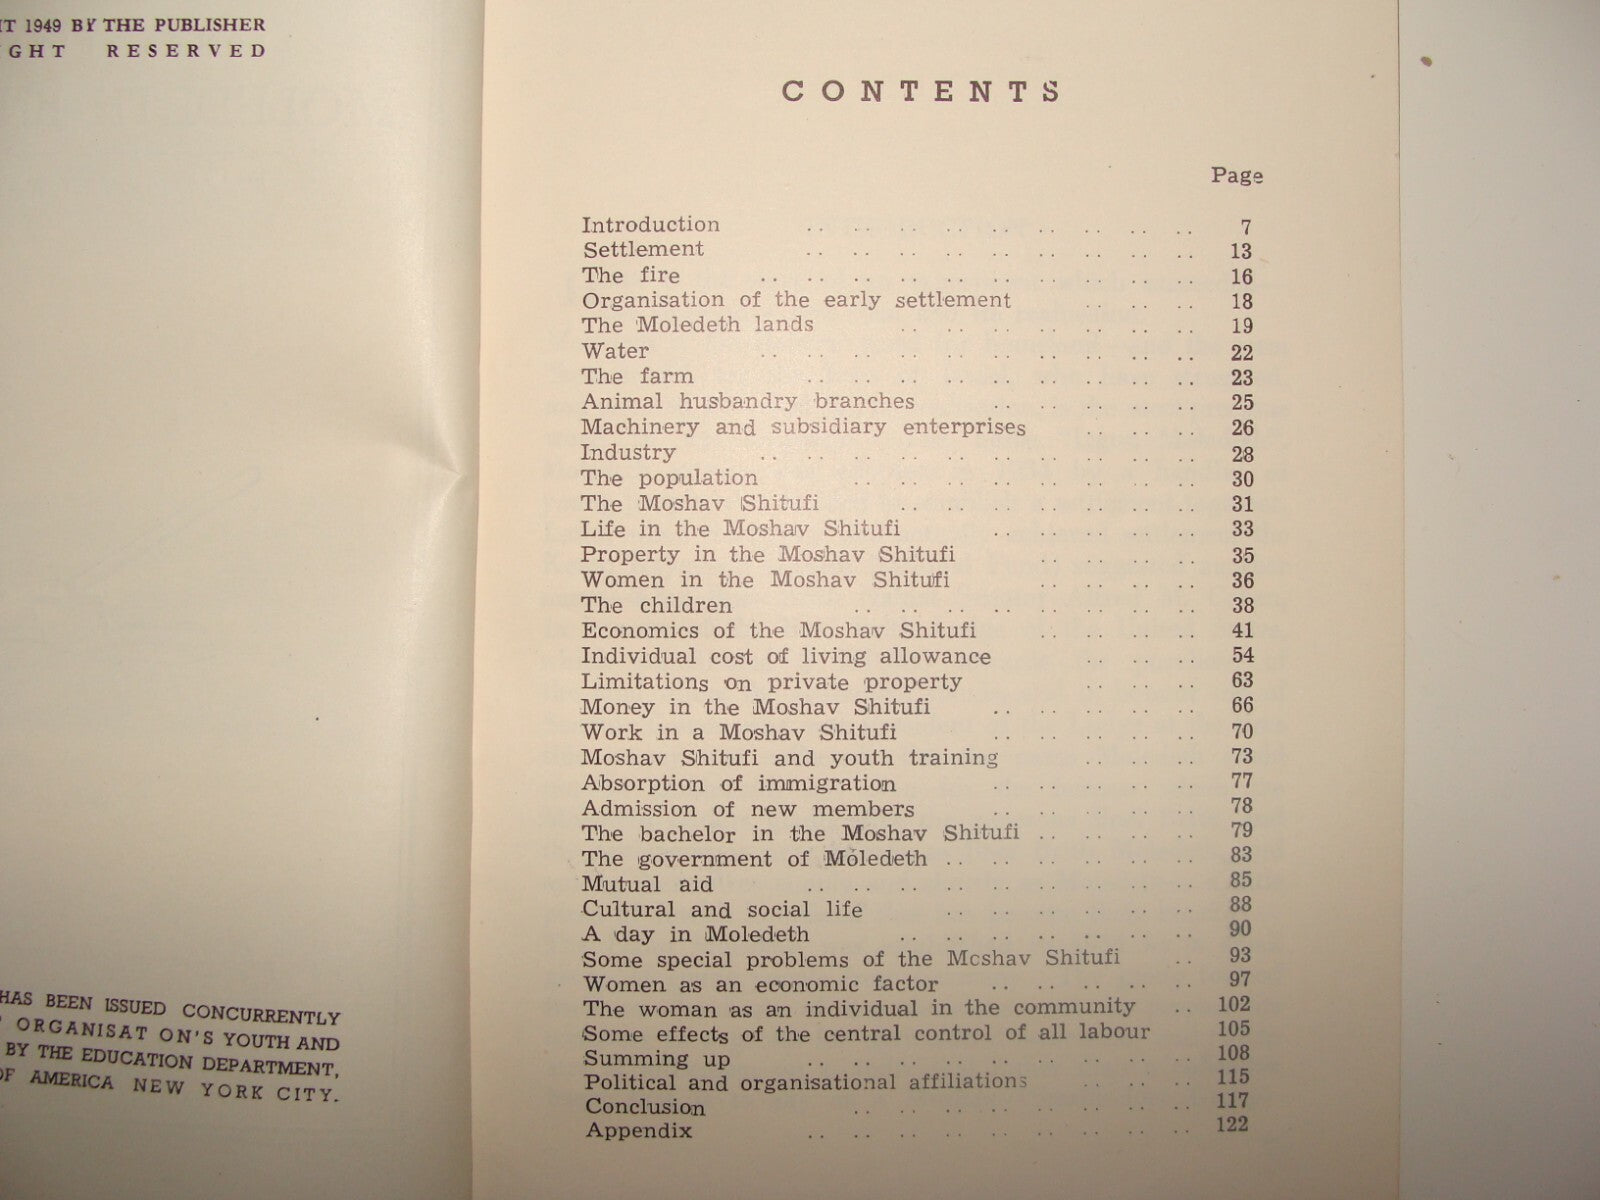 IT 1949 BY THE PUBLISHER
IGHT RESERVED
HAS BEEN ISSUED CONCURRENTLY
ORGANISAT ON'S YOUTH AND
BY THE EDUCATION DEPARTMENT,
OF AMERICA NEW YORK CITY.
CONTENTS
Page
Introduction .. .. .. .. .. .. .. .. .. 7
Settlement .. .. .. .. .. .. .. .. .. 13
The fire .. .. .. .. .. .. .. .. .. .. 16
Organisation of the early settlement .. .. .. 18
The Moledeth lands .. .. .. .. .. .. .. 19
Water .. .. .. .. .. .. .. .. .. .. 22
The farm .. .. .. .. .. .. .. .. .. 23
Animal husbandry branches .. .. .. .. .. 25
Machinery and subsidiary enterprises .. .. .. 26
Industry .. .. .. .. .. .. .. .. .. .. 28
The population .. .. .. .. .. .. .. .. 30
The Moshav Shitufi .. .. .. .. .. .. .. 31
Life in the Moshav Shitufi .. .. .. .. .. 33
Property in the Moshav Shitufi .. .. .. .. 35
Women in the Moshav Shitufi .. .. .. .. 36
The children .. .. .. .. .. .. .. .. 38
Economics of the Moshav Shitufi .. .. .. .. 41
Individual cost of living allowance .. .. .. 54
Limitations on private property .. .. .. 63
Money in the Moshav Shitufi .. .. .. .. .. 66
Work in a Moshav Shitufi .. .. .. .. .. 70
Moshav Shitufi and youth training .. .. .. 73
Absorption of immigration .. .. .. .. .. 77
Admission of new members .. .. .. .. .. 78
The bachelor in the Moshav Shitufi .. .. .. .. 79
The government of Moledeth .. .. .. .. .. .. 83
Mutual aid .. .. .. .. .. .. .. .. .. 85
Cultural and social life .. .. .. .. .. .. 88
A day in Moledeth .. .. .. .. .. .. .. 90
Some special problems of the Mcshav Shitufi .. 93
Women as an economic factor .. .. .. .. .. 97
The woman as an individual in the community .. 102
Some effects of the central control of all labour 105
Summing up .. .. .. .. .. .. .. .. .. 108
Political and organisational affiliations .. .. .. 115
Conclusion .. .. .. .. .. .. .. .. 117
Appendix .. .. .. .. .. .. .. .. .. 122